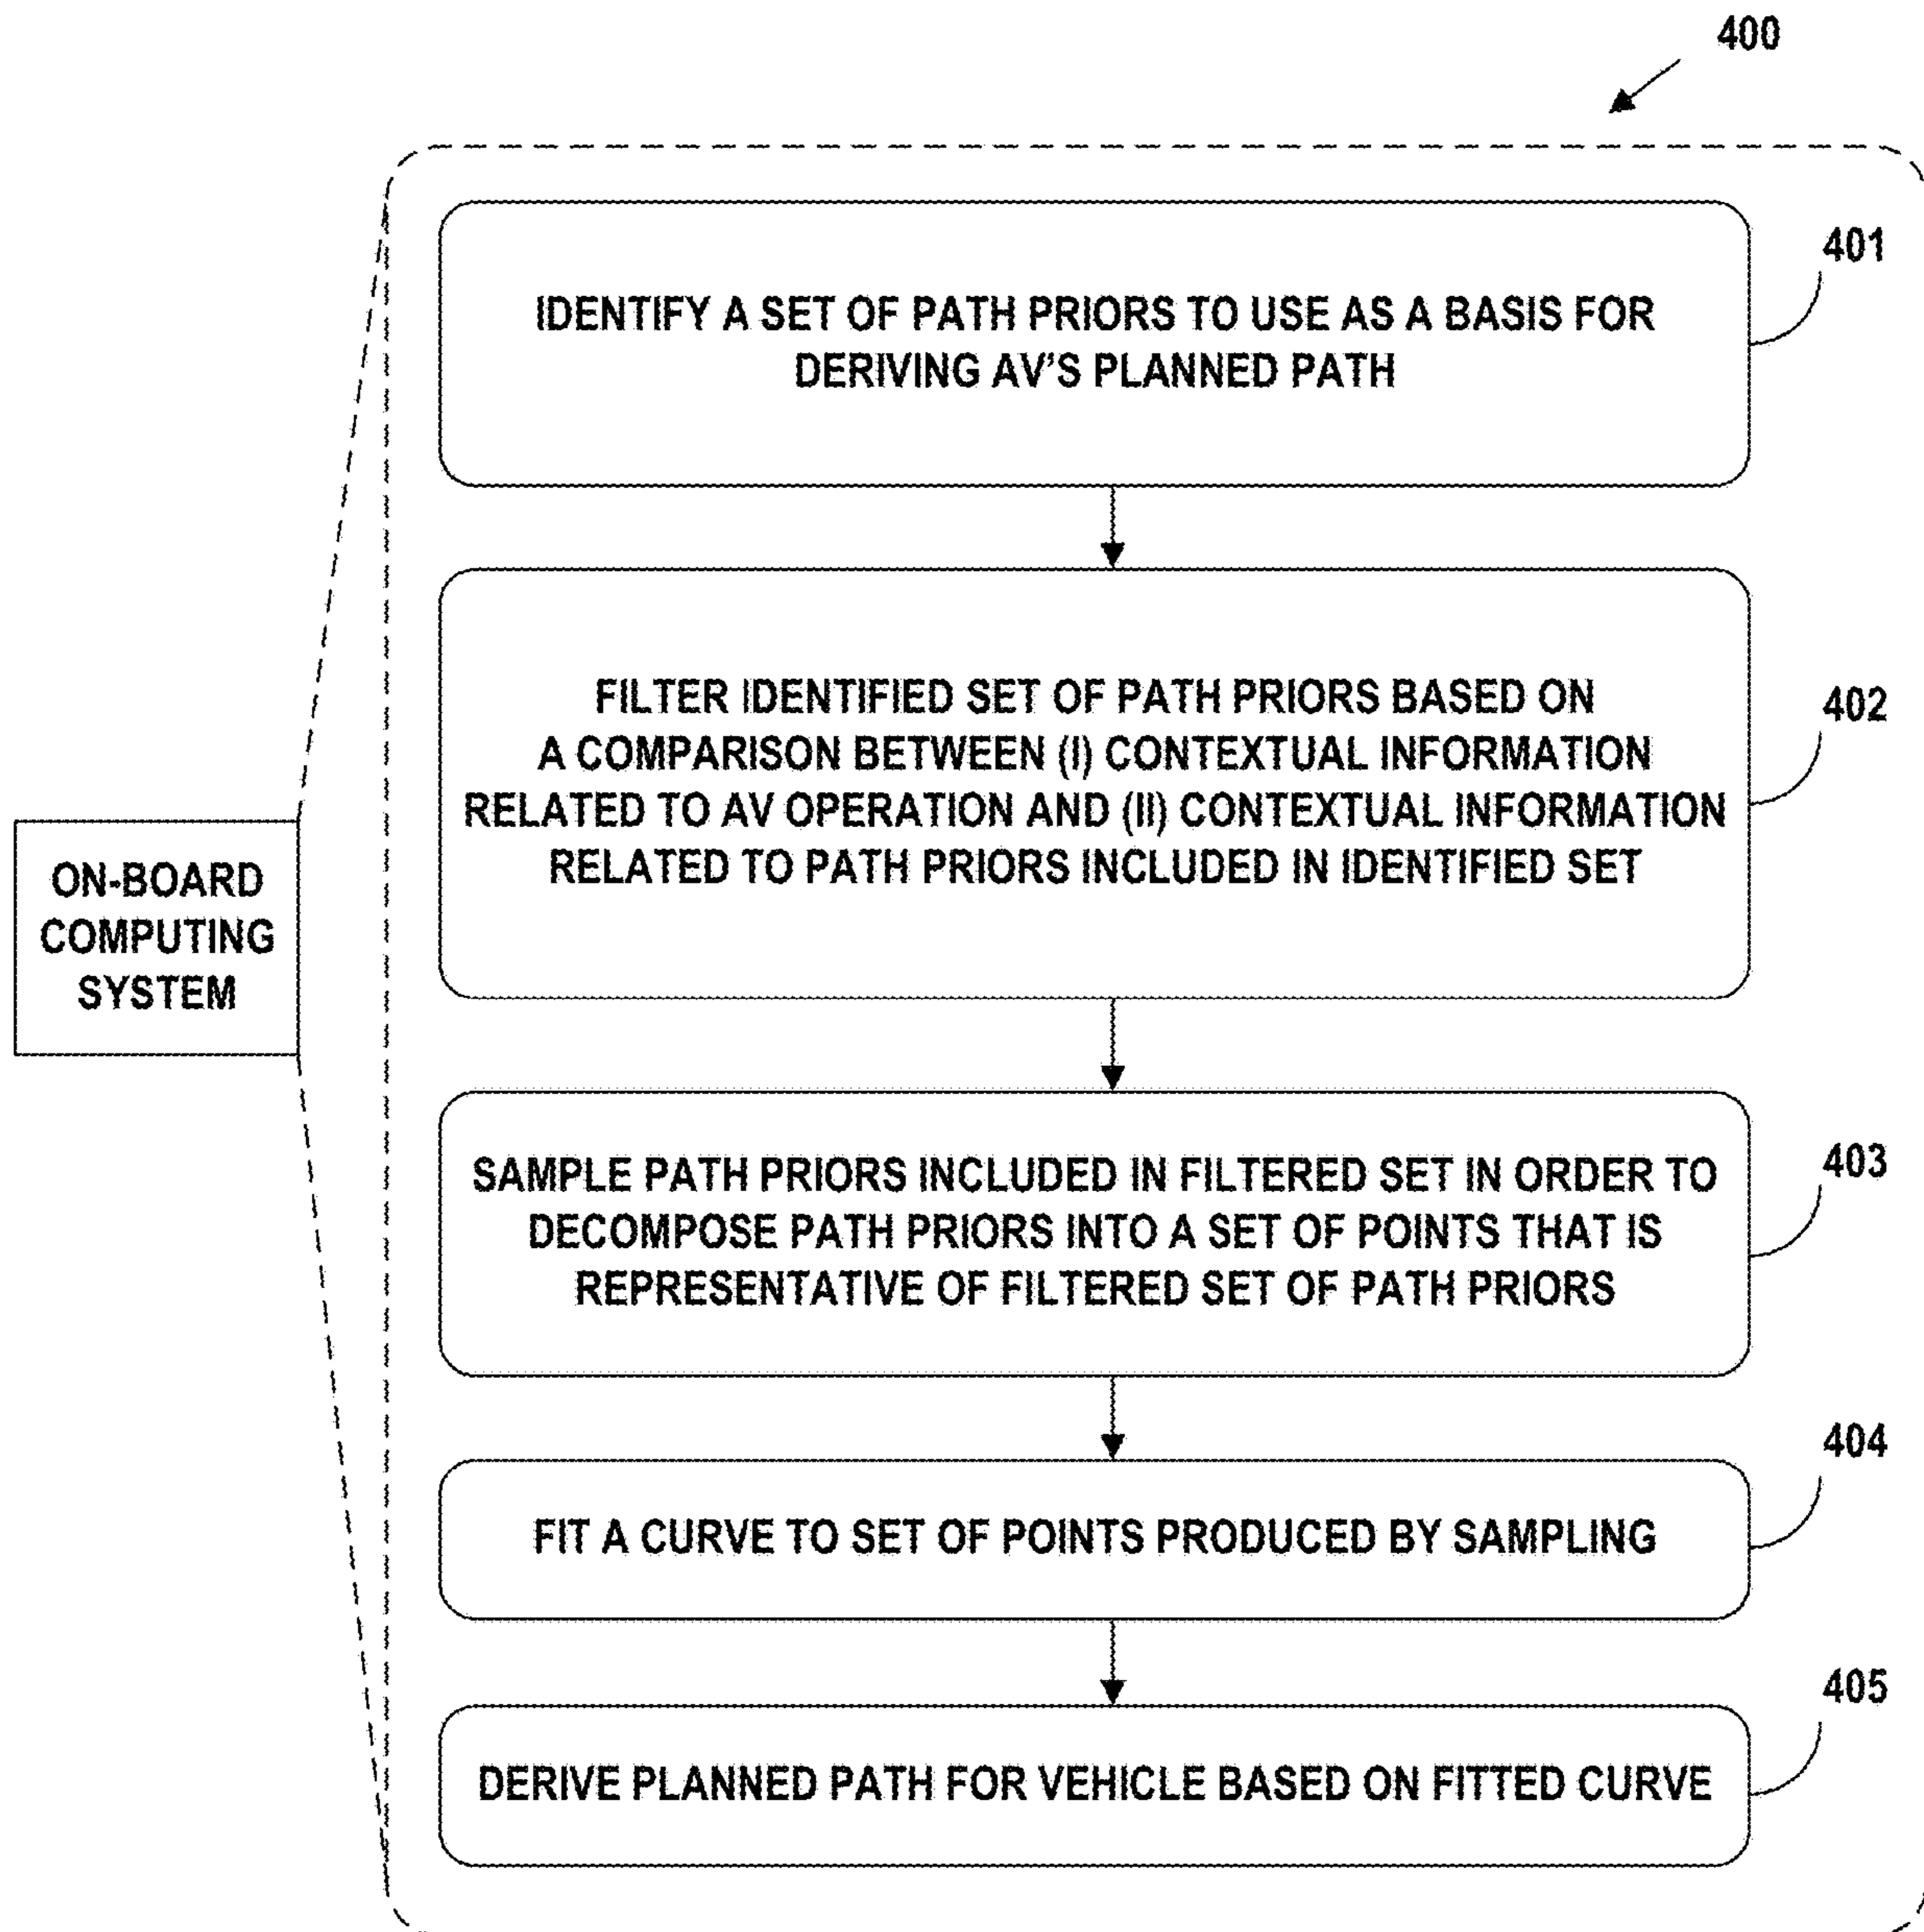 400
401
IDENTIFY A SET OF PATH PRIORS TO USE AS A BASIS FOR
DERIVING AV'S PLANNED PATH
402
FILTER IDENTIFIED SET OF PATH PRIORS BASED ON
A COMPARISON BETWEEN (I) CONTEXTUAL INFORMATION
RELATED TO AV OPERATION AND (II) CONTEXTUAL INFORMATION
RELATED TO PATH PRIORS INCLUDED IN IDENTIFIED SET
ON-BOARD
COMPUTING
SYSTEM
403
SAMPLE PATH PRIORS INCLUDED IN FILTERED SET IN ORDER TO
DECOMPOSE PATH PRIORS INTO A SET OF POINTS THAT IS
REPRESENTATIVE OF FILTERED SET OF PATH PRIORS
404
FIT A CURVE TO SET OF POINTS PRODUCED BY SAMPLING
405
DERIVE PLANNED PATH FOR VEHICLE BASED ON FITTED CURVE